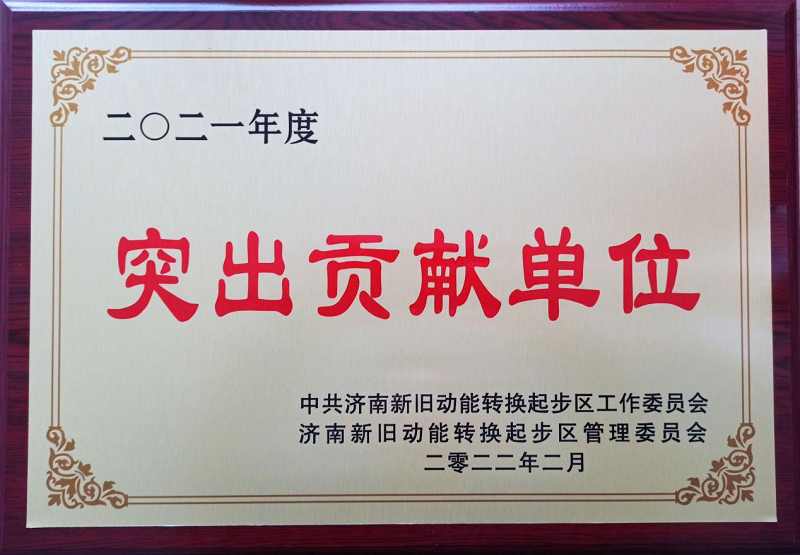 二〇二一年度
突出贡献单位
中共济南新旧动能转换起步区工作委员会
济南新旧动能转换起步区管理委员会
二零二二年二月